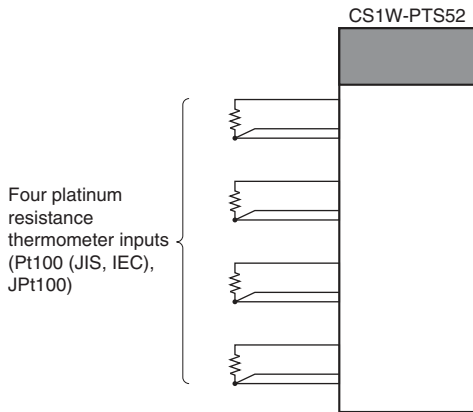 CS1W-PTS52
Four platinum
resistance
thermometer inputs
(Pt100 (JIS, IEC),
JPt100)